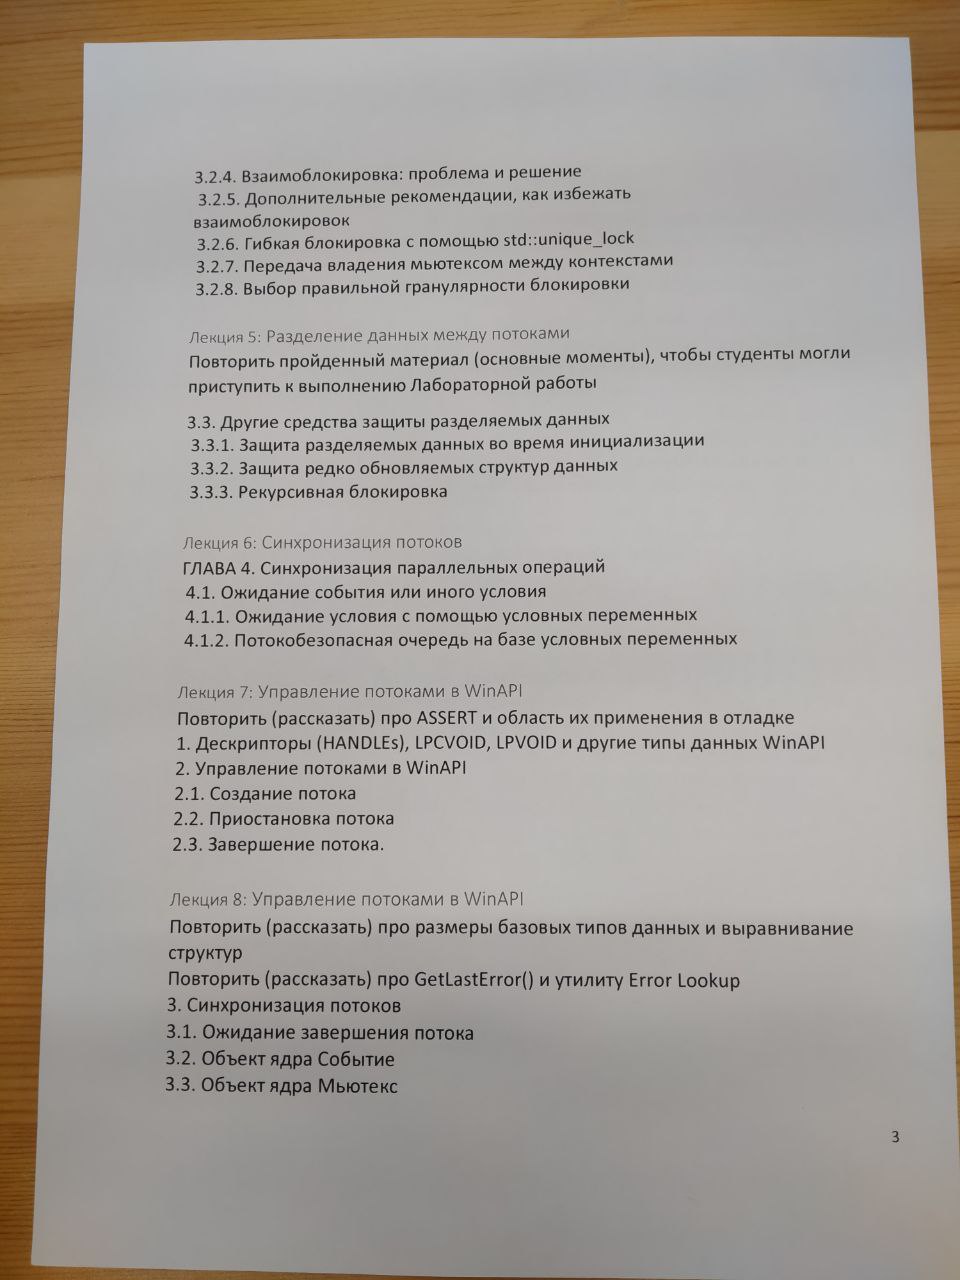 3.2.4. Взаимоблокировка: проблема и решение
3.2.5. Дополнительные рекомендации, как избежать
взаимоблокировок
3.2.6. Гибкая блокировка с помощью std::unique_lock
3.2.7. Передача владения мьютексом между контекстами
3.2.8. Выбор правильной гранулярности блокировки
Лекция 5: Разделение данных между потоками
Повторить пройденный материал (основные моменты), чтобы студенты могли
приступить к выполнению Лабораторной работы
3.3. Другие средства защиты разделяемых данных
3.3.1. Защита разделяемых данных во время инициализации
3.3.2. Защита редко обновляемых структур данных
3.3.3. Рекурсивная блокировка
Лекция 6: Синхронизация потоков
ГЛАВА 4. Синхронизация параллельных операций
4.1. Ожидание события или иного условия
4.1.1. Ожидание условия с помощью условных переменных
4.1.2. Потокобезопасная очередь на базе условных переменных
Лекция 7: Управление потоками в WinAPI
Повторить (рассказать) про ASSERT и область их применения в отладке
1. Дескрипторы (HANDLEs), LPCVOID, LPVOID и другие типы данных WinAPI
2. Управление потоками в WinAPI
2.1. Создание потока
2.2. Приостановка потока
2.3. Завершение потока.
Лекция 8: Управление потоками в WinAPI
Повторить (рассказать) про размеры базовых типов данных и выравнивание
структур
Повторить (рассказать) про GetLastError() и утилиту Error Lookup
3. Синхронизация потоков
3.1. Ожидание завершения потока
3.2. Объект ядра Событие
3.3. Объект ядра Мьютекс
3